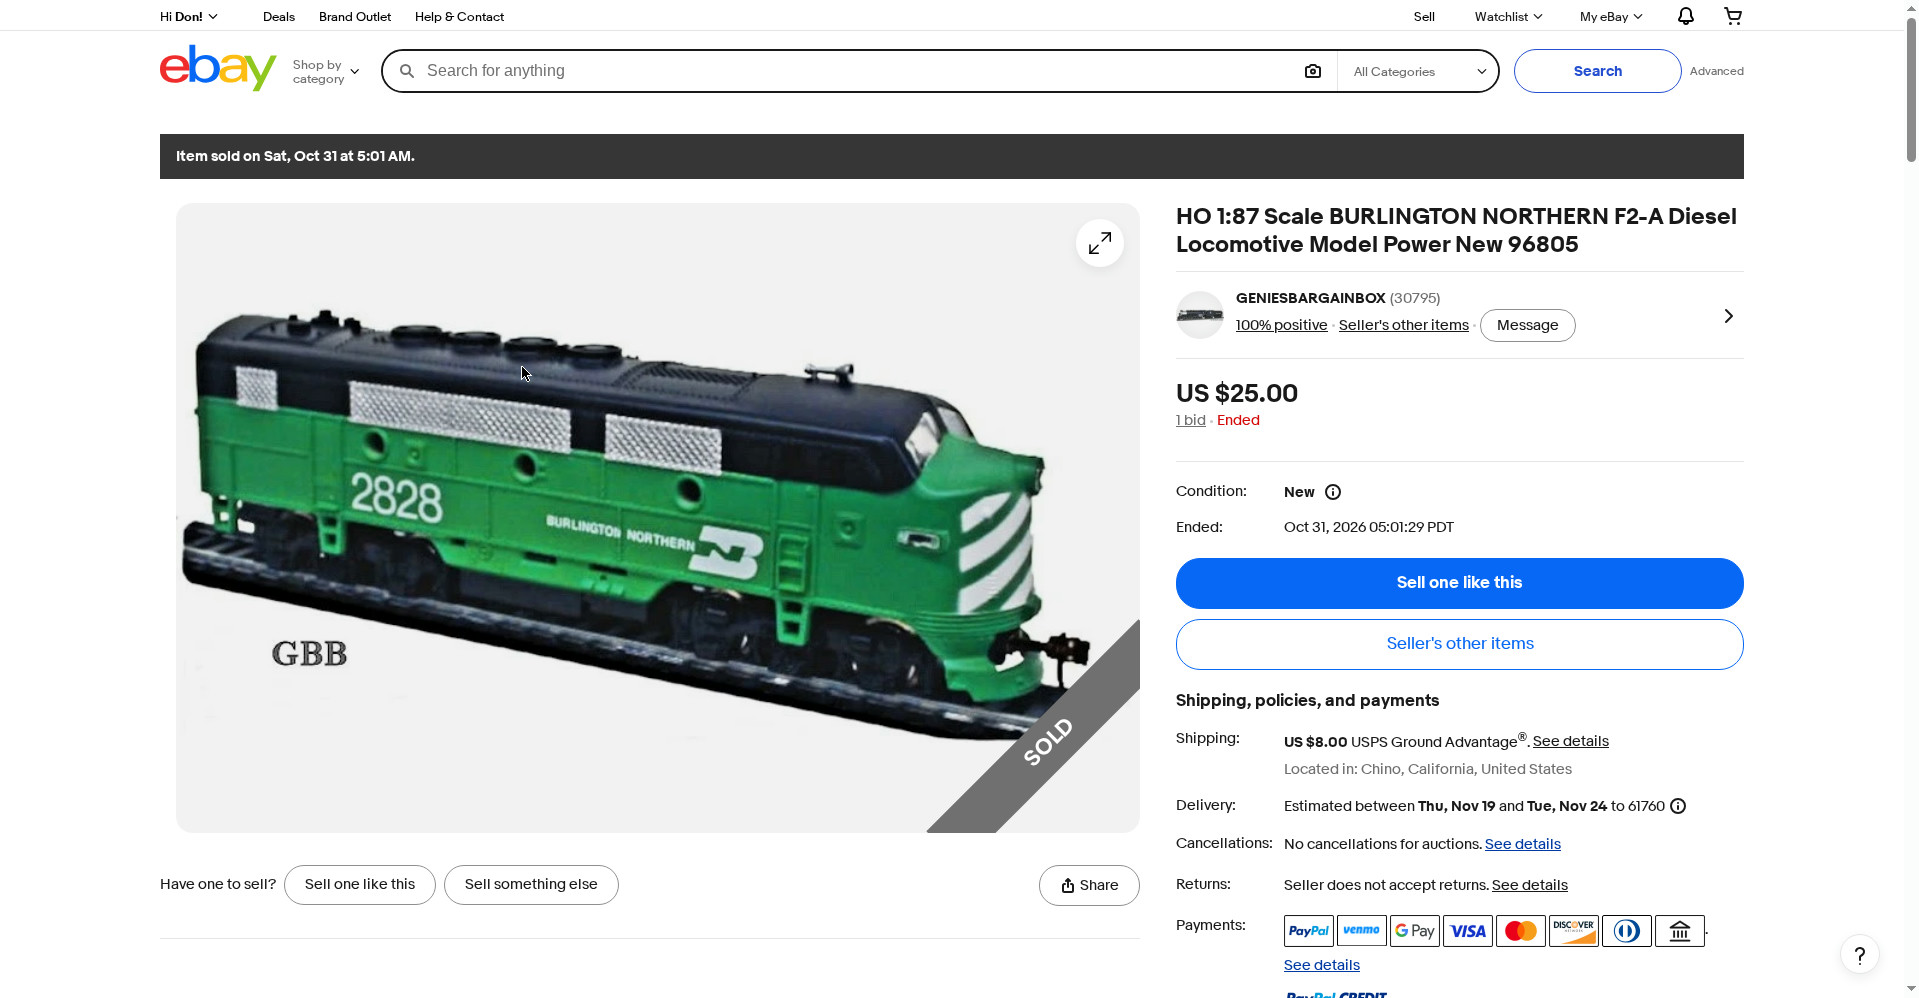 Hi Don!
Deals
Brand Outlet
Help & Contact
Sell
Watchlist
My eBay
ebay
Shop by
category
Search for anything
All Categories
Search
Advanced
Item sold on Sat, Oct 31 at 5:01 AM.
2828
BURLINGTON NORTHERN
GBB
SOLD
Have one to sell?
Sell one like this
Sell something else
Share
HO 1:87 Scale BURLINGTON NORTHERN F2-A Diesel
Locomotive Model Power New 96805
GENIESBARGAINBOX (30795)
100% positive · Seller's other items · Message
US $25.00
1 bid · Ended
Condition: New
Ended: Oct 31, 2026 05:01:29 PDT
Sell one like this
Seller's other items
Shipping, policies, and payments
Shipping: US $8.00 USPS Ground Advantage®. See details
Located in: Chino, California, United States
Delivery: Estimated between Thu, Nov 19 and Tue, Nov 24 to 61760
Cancellations: No cancellations for auctions. See details
Returns: Seller does not accept returns. See details
Payments: PayPal venmo G Pay VISA DISCOVER
See details
PayPal CREDIT
?